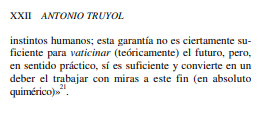 XXII ANTONIO TRUYOL
instintos humanos; esta garantía no es ciertamente su-
ficiente para vaticinar (teóricamente) el futuro, pero,
en sentido práctico, sí es suficiente y convierte en un
deber el trabajar con miras a este fin (en absoluto
quimérico)»21.